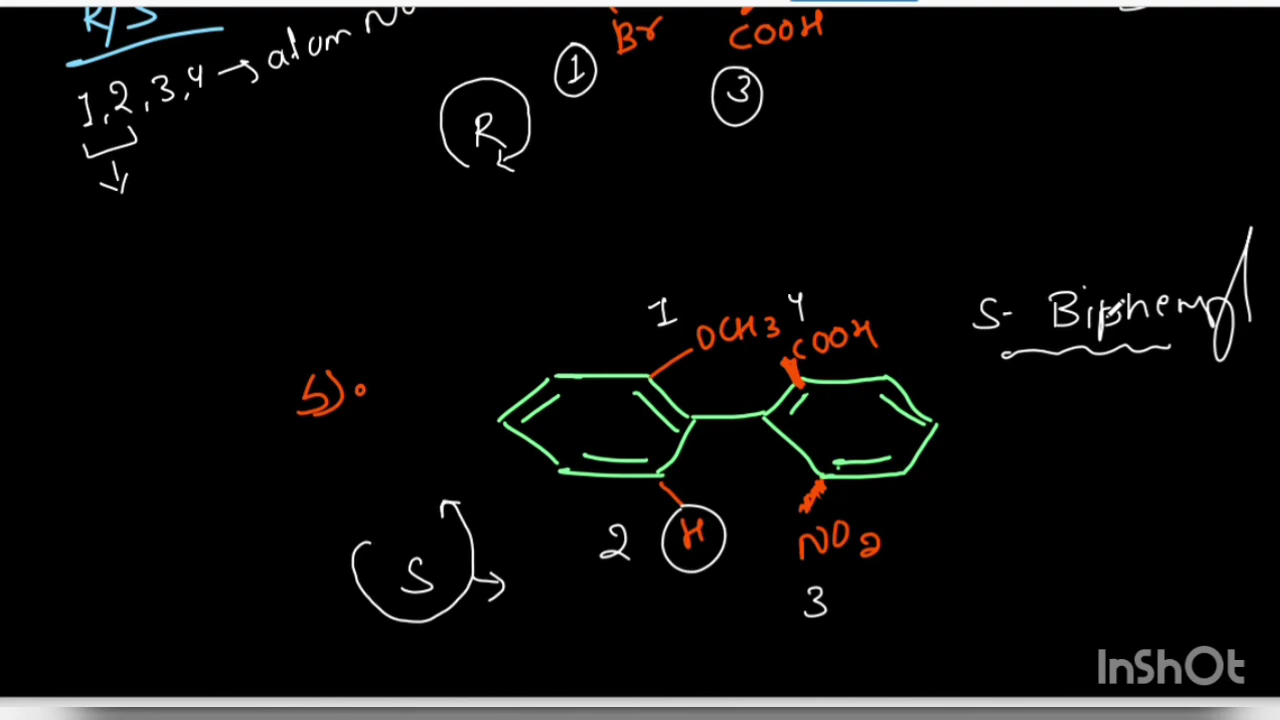 R/S
1,2,3,4 → atom No
Br COOH
1 3
R
1 4
OCH3 COOH
S- Biphenyl
5).
S
2 H NO2
3
InShOt